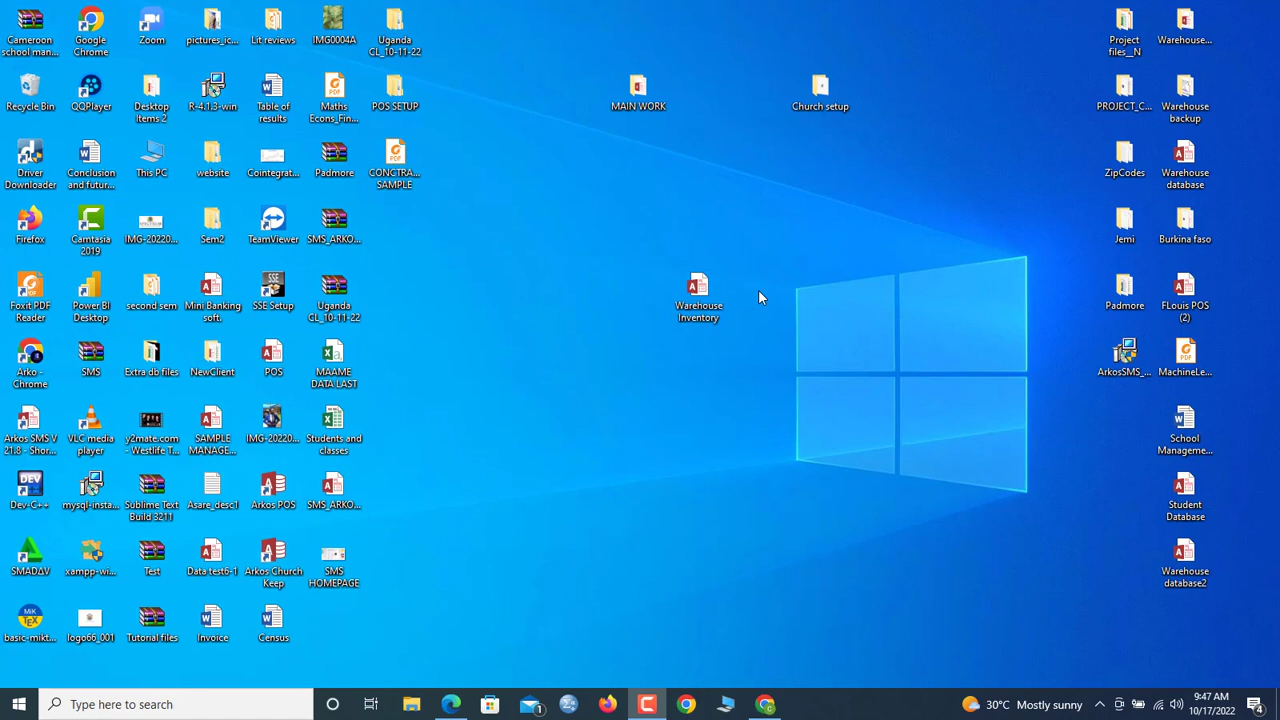 Cameroon
school man...
Google
Chrome
Zoom
pictures_ic...
Lit reviews
IMG0004A
Uganda
CL_10-11-22
Project
files__N
Warehouse...
Recycle Bin
QQPlayer
Desktop
Items 2
R-4.1.3-win
Table of
results
Maths
Econs_Fin...
POS SETUP
MAIN WORK
Church setup
PROJECT_C...
Warehouse
backup
Driver
Downloader
Conclusion
and futur...
This PC
website
Cointegrat...
Padmore
CONCTRA...
SAMPLE
ZipCodes
Warehouse
database
Firefox
Camtasia
2019
IMG-20220...
Sem2
TeamViewer
SMS_ARKO...
Jemi
Burkina faso
Foxit PDF
Reader
Power BI
Desktop
second sem
Mini Banking
soft.
SSE Setup
Uganda
CL_10-11-22
Warehouse
Inventory
Padmore
FLouis POS
(2)
Arko -
Chrome
SMS
Extra db files
NewClient
POS
MAAME
DATA LAST
ArkosSMS_...
MachineLe...
Arkos SMS V
21.8 - Shor...
VLC media
player
y2mate.com
- Westlife T...
SAMPLE
MANAGE...
IMG-20220...
Students and
classes
School
Manageme...
Dev-C++
mysql-insta...
Sublime Text
Build 3211
Asare_desc1
Arkos POS
SMS_ARKO...
Student
Database
SMADAV
xampp-wi...
Test
Data test6-1
Arkos Church
Keep
SMS
HOMEPAGE
Warehouse
database2
basic-mikt...
logo66_001
Tutorial files
Invoice
Census
Type here to search
30°C Mostly sunny
9:47 AM
10/17/2022